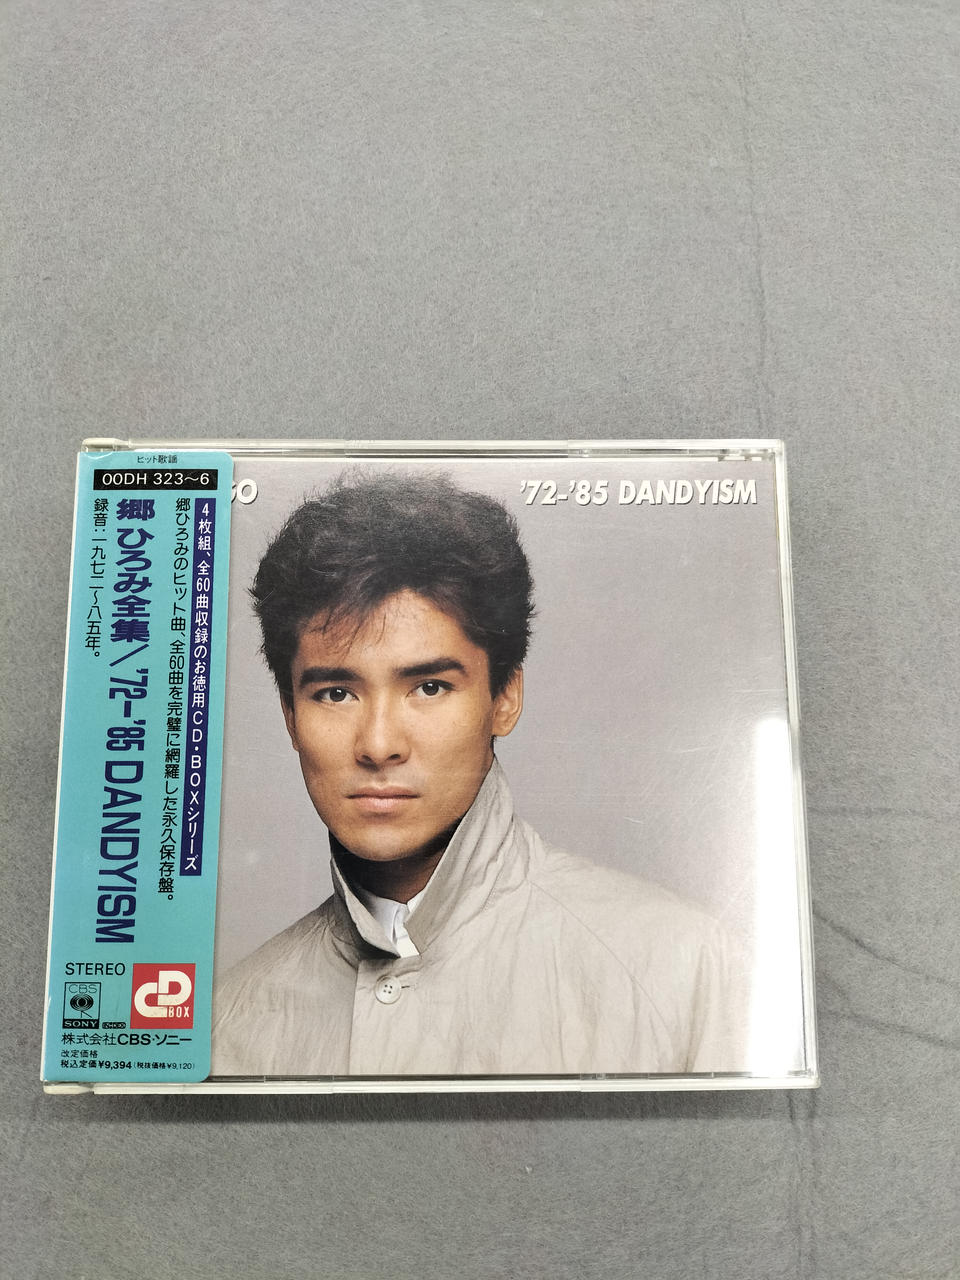 ヒット歌謡
00DH 323〜6
4枚組、全60曲収録のお徳用CD・BOXシリーズ
郷ひろみのヒット曲、全60曲を完璧に網羅した永久保存盤。
郷ひろみ全集/'72-'85 DANDYISM
録音:一九七二〜八五年。
STEREO
CBS
SONY
CD
BOX
株式会社CBS・ソニー
改定価格
税込定価¥9,394(税抜価格¥9,120)
GO
'72-'85 DANDYISM